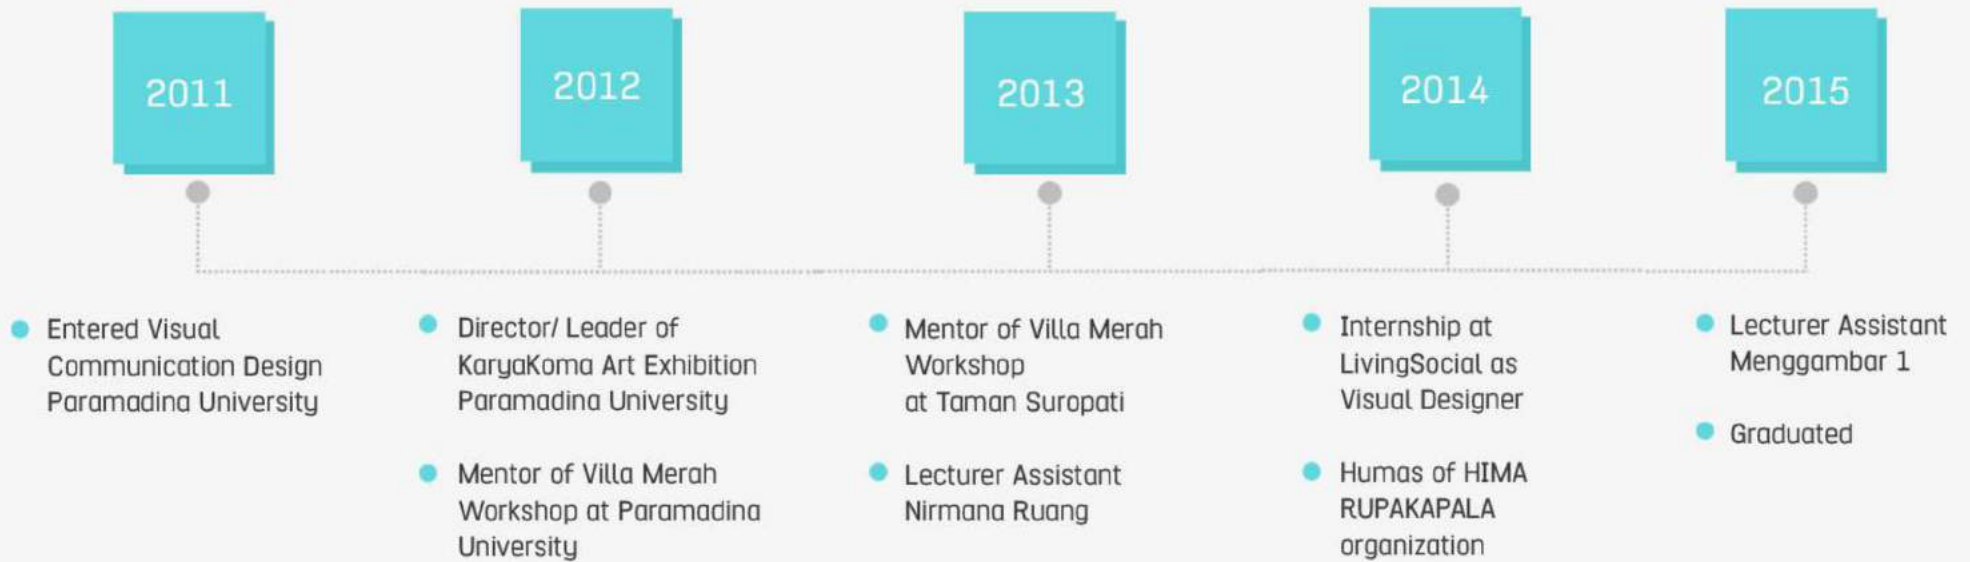 2011
2012
2013
2014
2015
Entered Visual
Communication Design
Paramadina University
Director/ Leader of
KaryaKoma Art Exhibition
Paramadina University
Mentor of Villa Merah
Workshop at Paramadina
University
Mentor of Villa Merah
Workshop
at Taman Suropati
Lecturer Assistant
Nirmana Ruang
Internship at
LivingSocial as
Visual Designer
Humas of HIMA
RUPAKAPALA
organization
Lecturer Assistant
Menggambar 1
Graduated